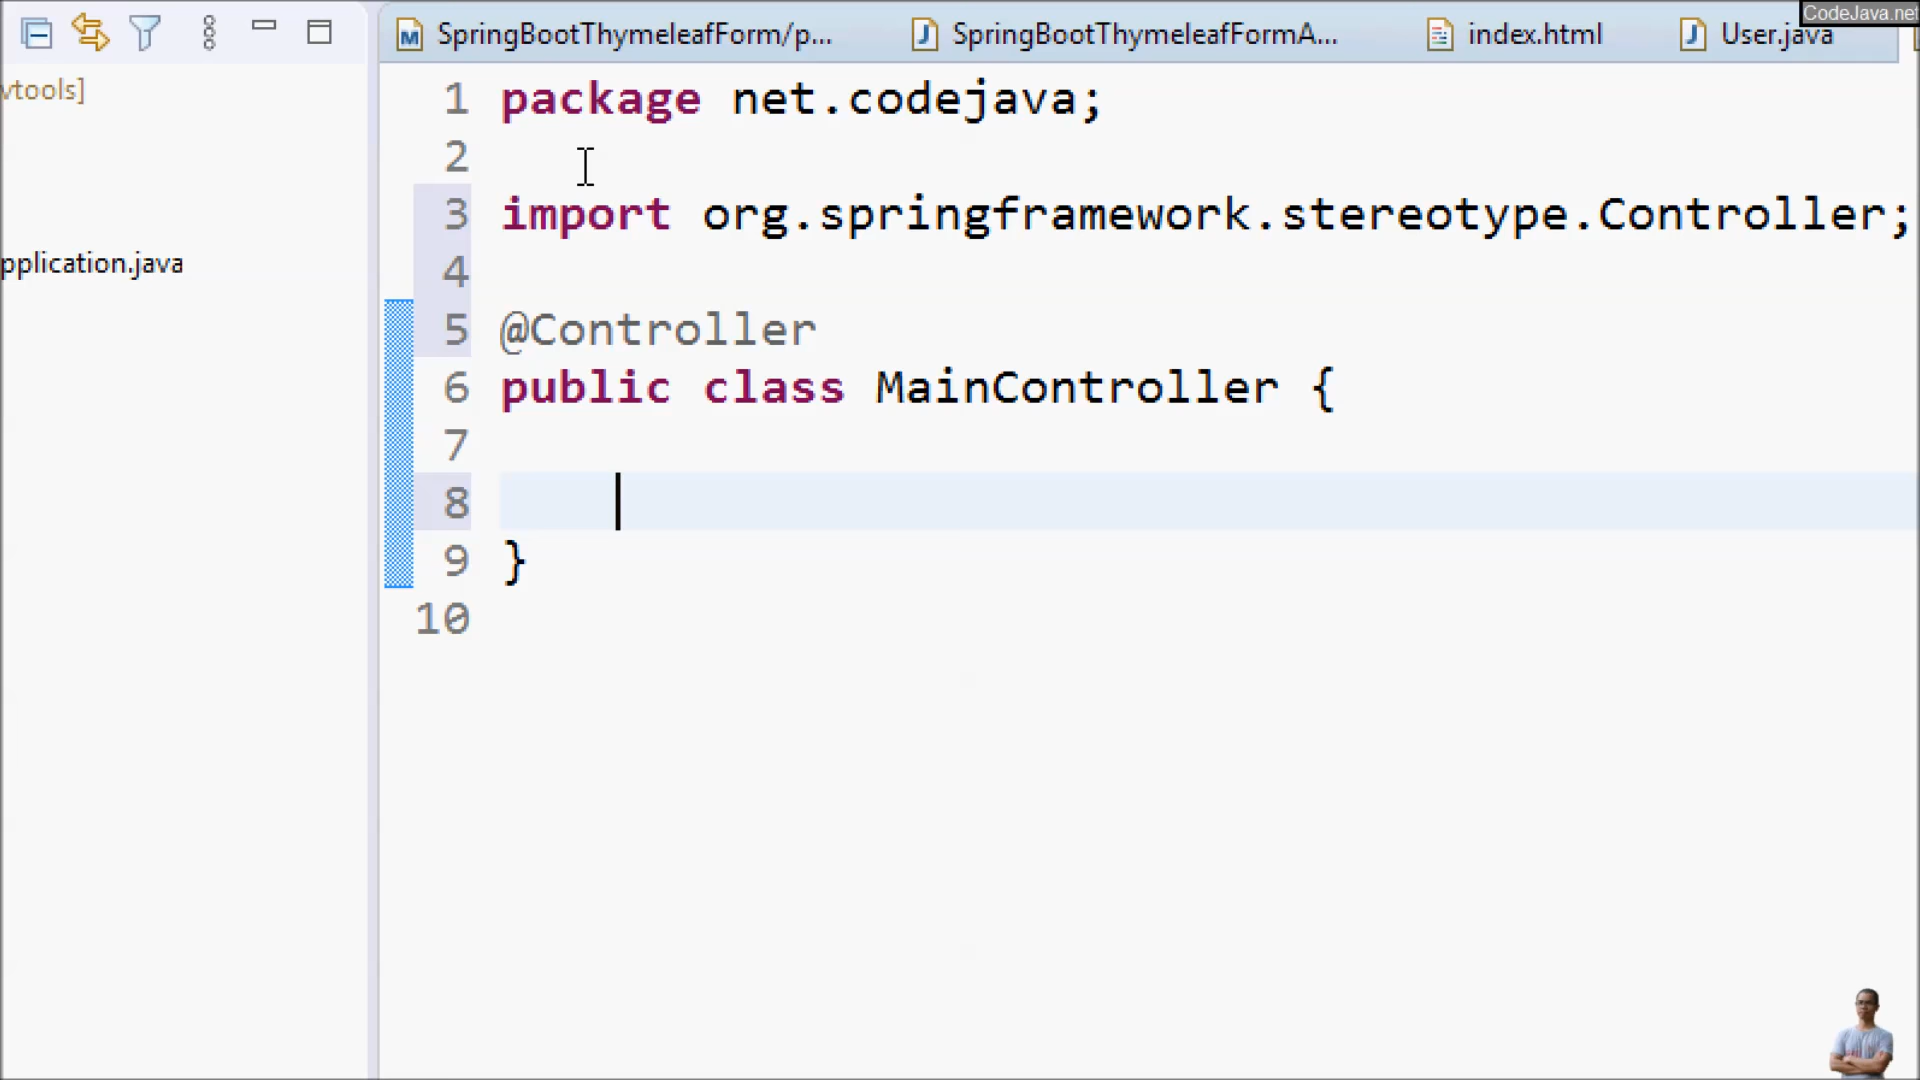 SpringBootThymeleafForm/p...
SpringBootThymeleafFormA...
index.html
User.java
CodeJava.net
vtools]
pplication.java
1 package net.codejava;
2
3 import org.springframework.stereotype.Controller;
4
5 @Controller
6 public class MainController {
7
8
9 }
10